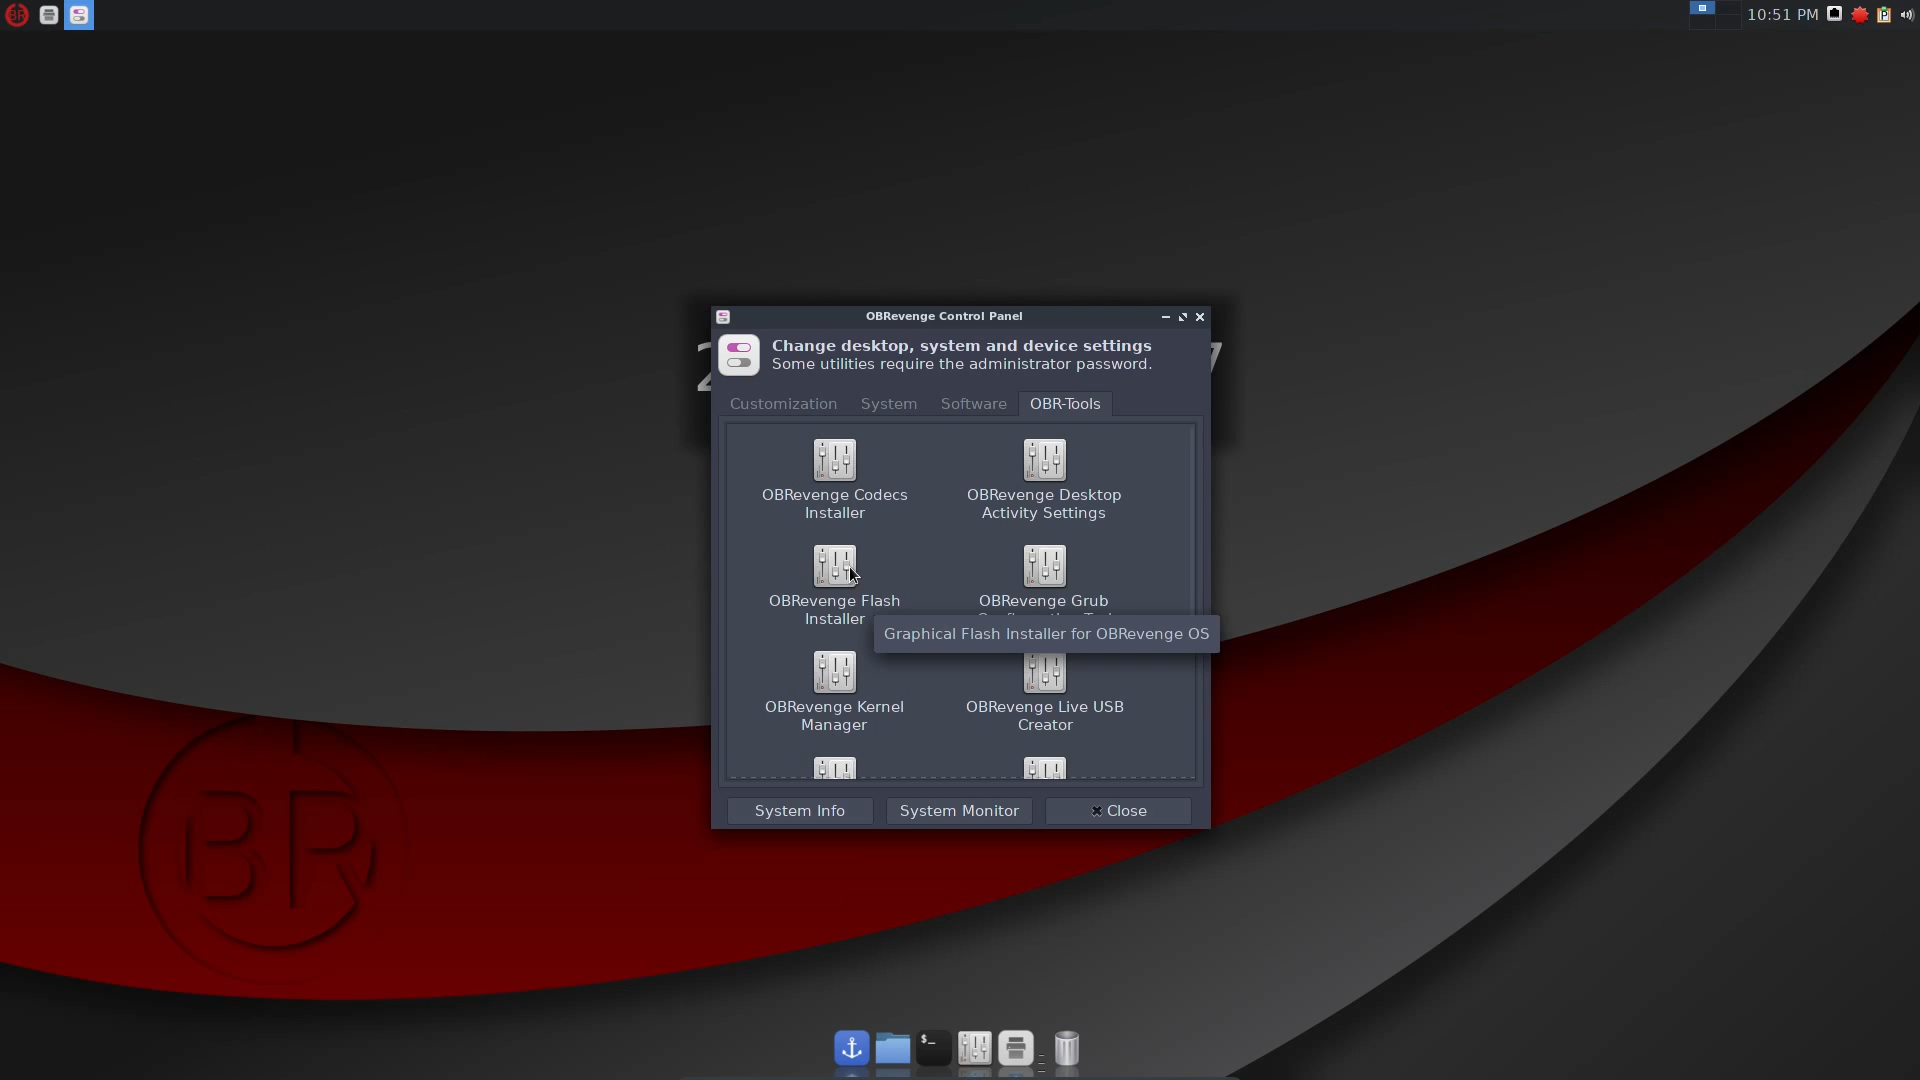 10:51 PM
OBRevenge Control Panel
Change desktop, system and device settings
Some utilities require the administrator password.
Customization System Software OBR-Tools
OBRevenge Codecs
Installer
OBRevenge Desktop
Activity Settings
OBRevenge Flash
Installer
OBRevenge Grub
Graphical Flash Installer for OBRevenge OS
OBRevenge Kernel
Manager
OBRevenge Live USB
Creator
System Info System Monitor Close
BR
$_